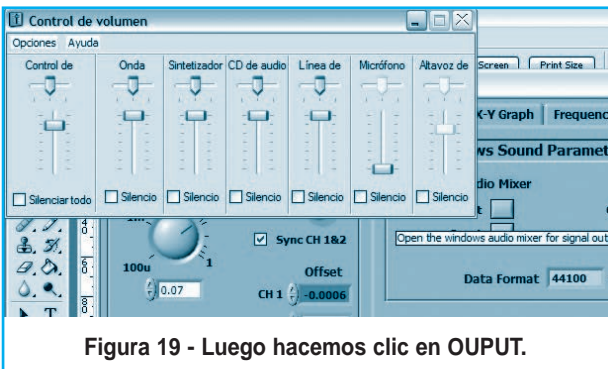 Control de volumen
Opciones Ayuda
Control de Onda Sintetizador CD de audio Línea de Micrófono Altavoz de
Silenciar todo Silencio Silencio Silencio Silencio Silencio Silencio
Screen Print Size
X-Y Graph Frequenc
ws Sound Paramet
dio Mixer
Open the windows audio mixer for signal out
Sync CH 1&2
1m
100u 1
Offset
0.07
CH 1 -0.0006
Data Format 44100
Figura 19 - Luego hacemos clic en OUPUT.